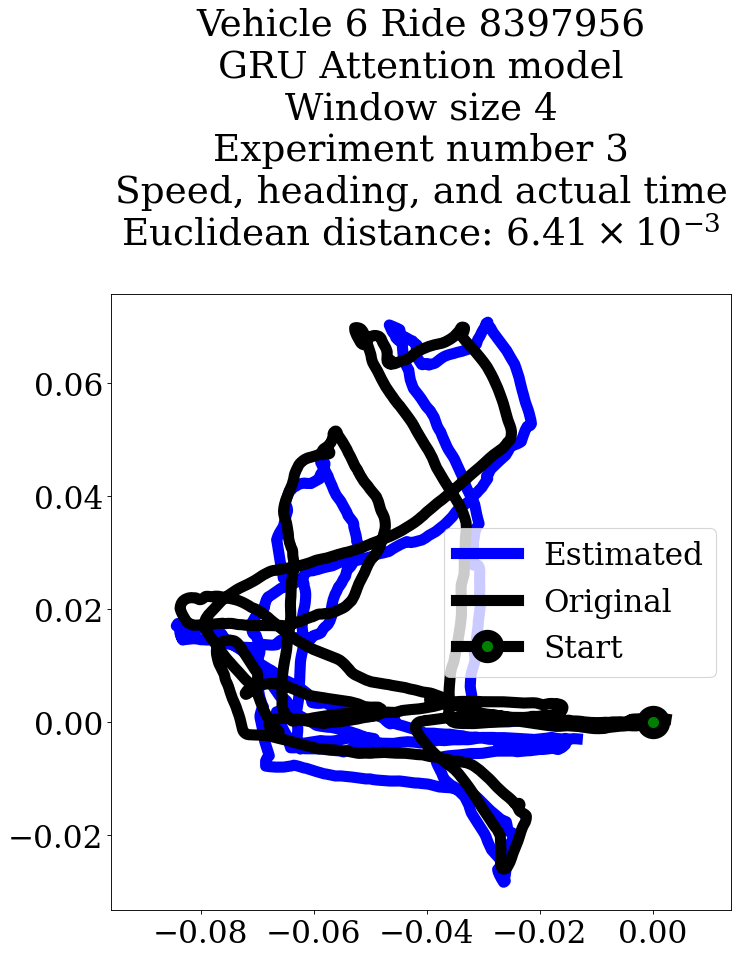 Vehicle 6 Ride 8397956
GRU Attention model
Window size 4
Experiment number 3
Speed, heading, and actual time
Euclidean distance: 6.41 × 10⁻³
0.06
0.04
0.02
0.00
−0.02
Estimated
Original
Start
−0.08 −0.06 −0.04 −0.02 0.00